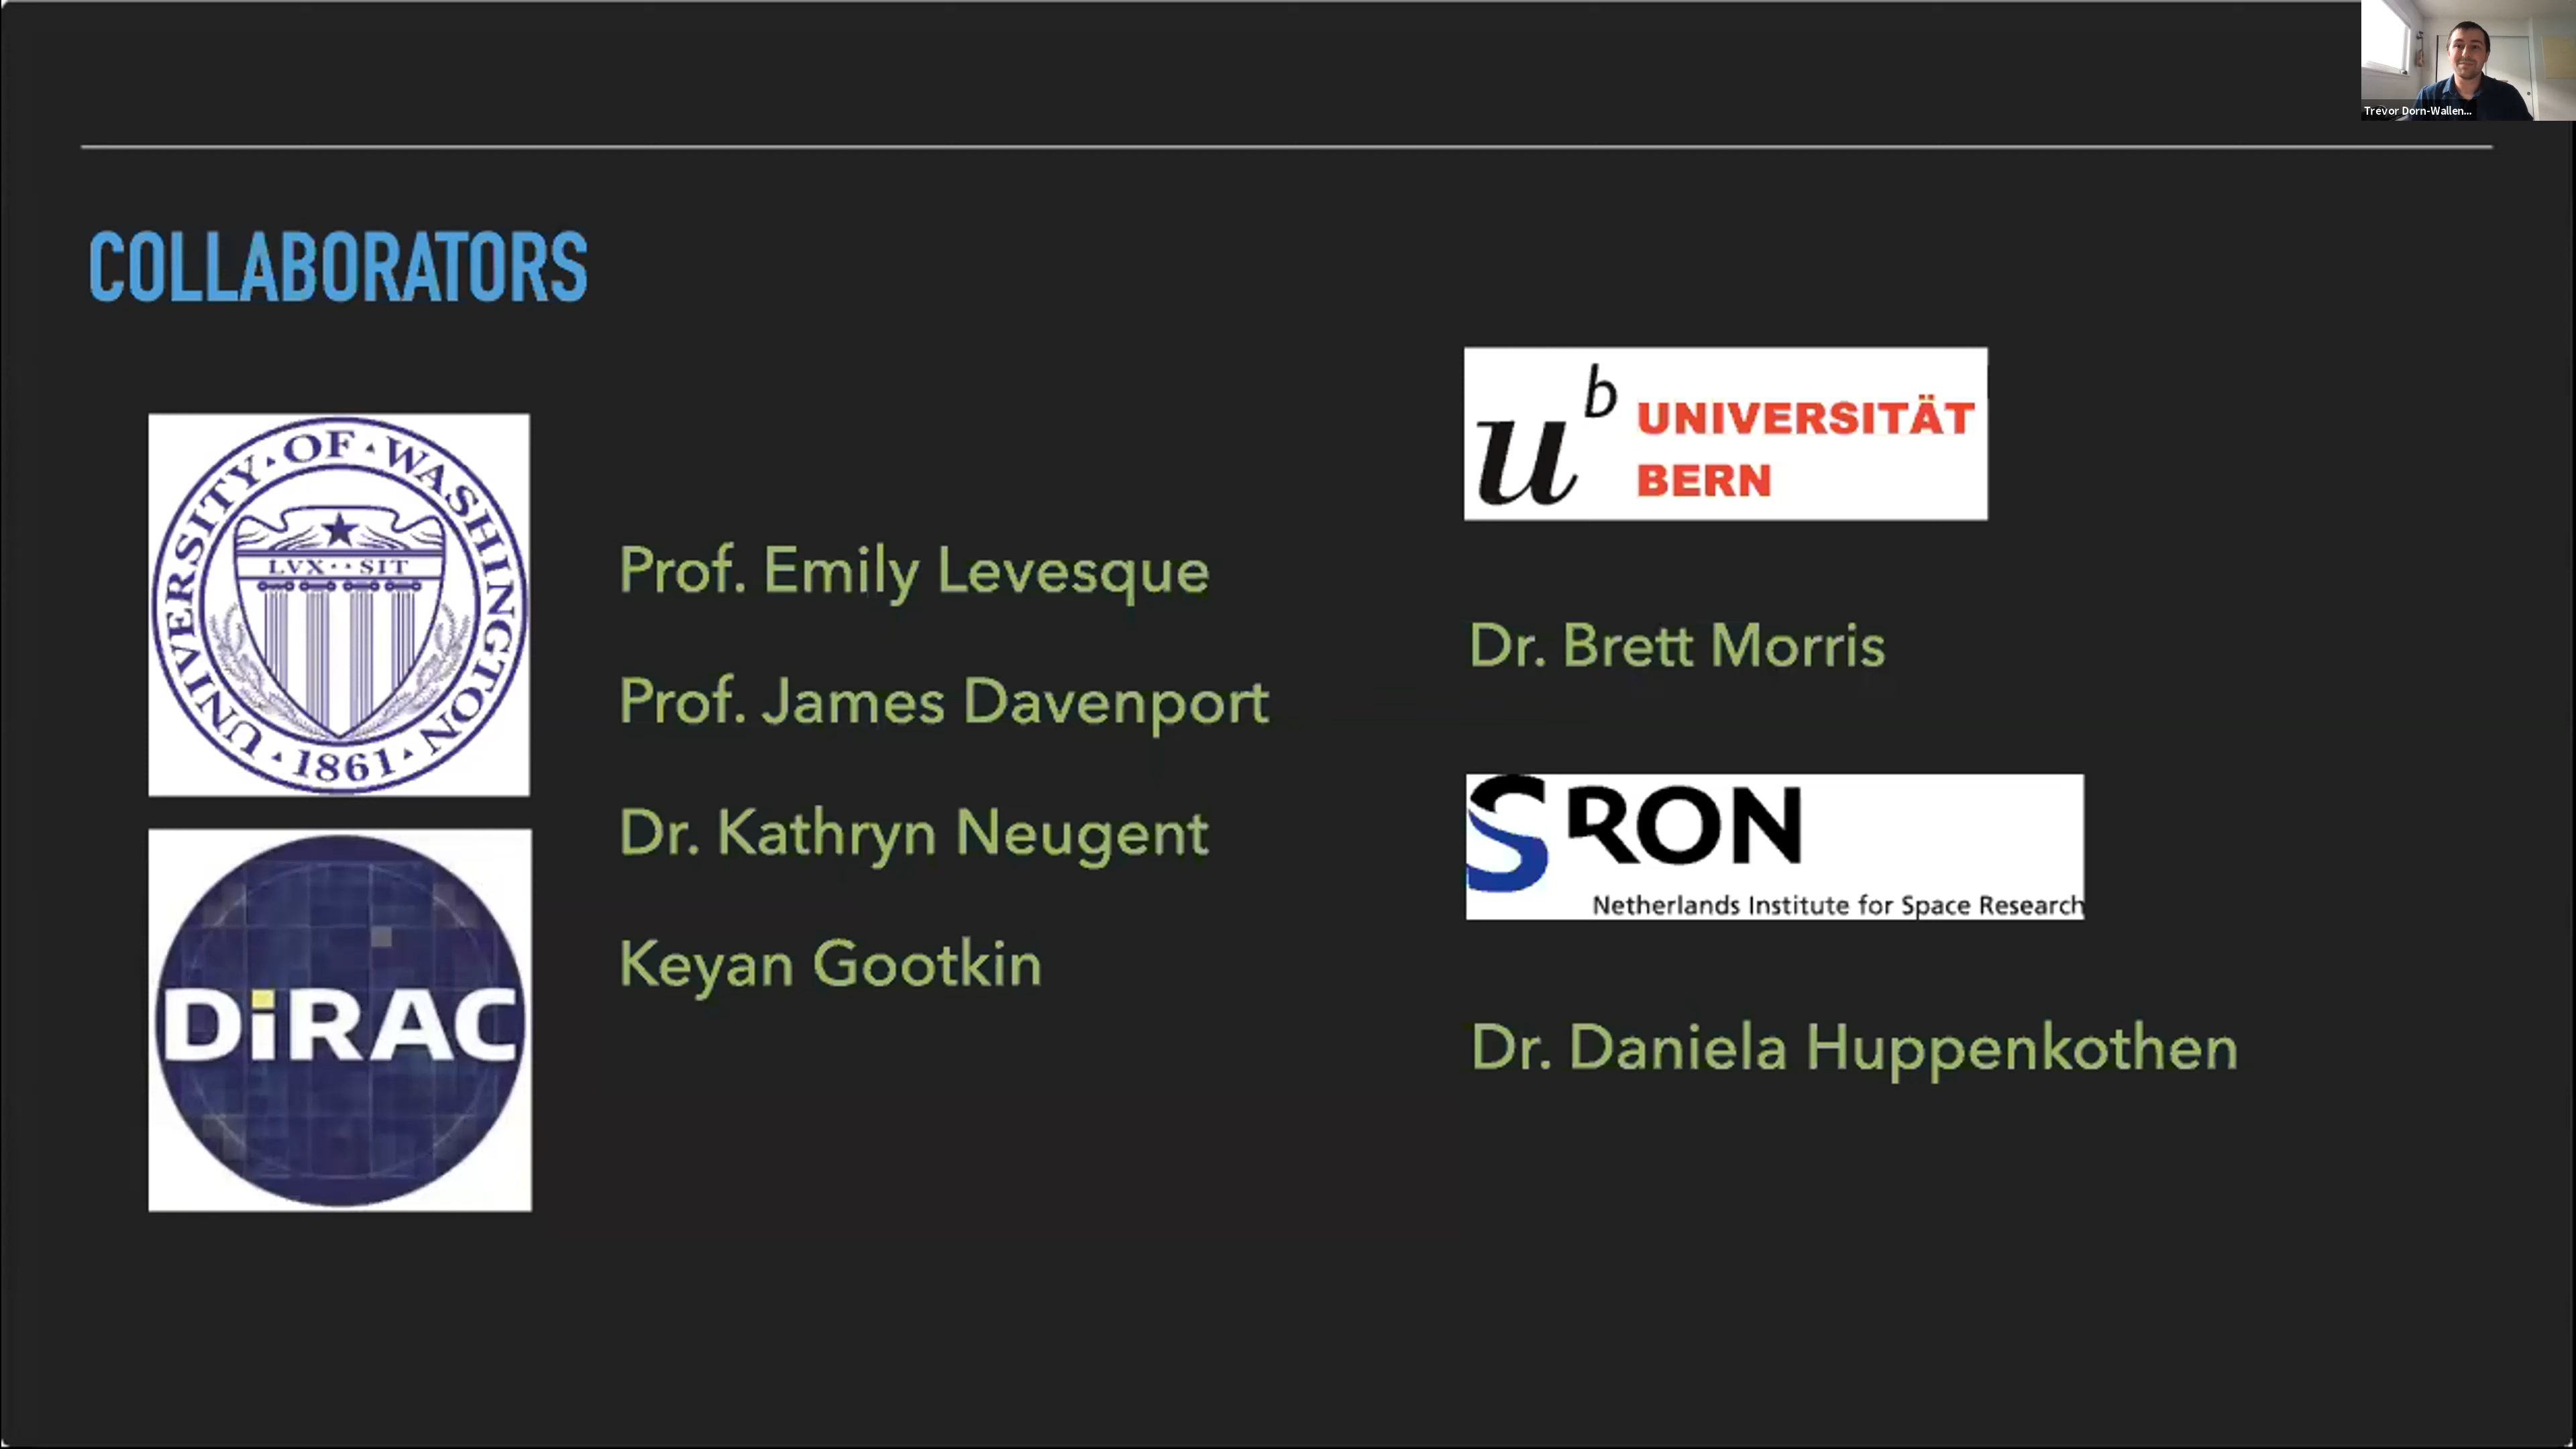 Trevor Dorn-Wallen...
COLLABORATORS
UNIVERSITY · OF · WASHINGTON
LVX · · SIT
· 1861 ·
DiRAC
Prof. Emily Levesque
Prof. James Davenport
Dr. Kathryn Neugent
Keyan Gootkin
u b UNIVERSITÄT
BERN
Dr. Brett Morris
SRON
Netherlands Institute for Space Research
Dr. Daniela Huppenkothen